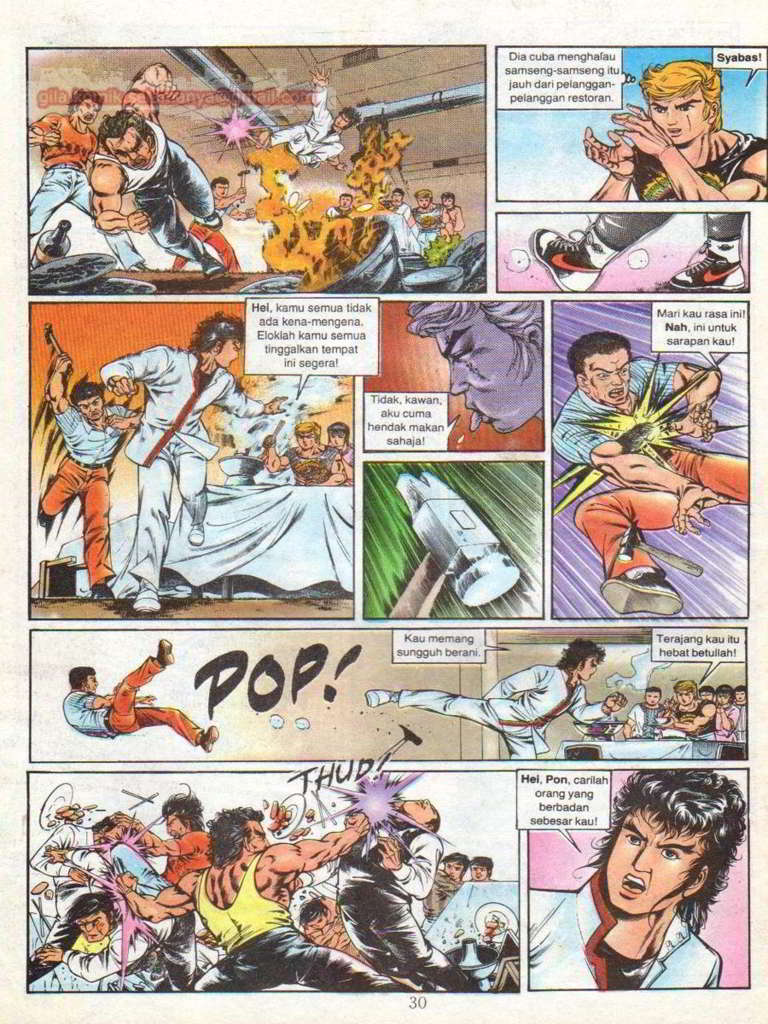 gilakomik
@gmail.com
Dia cuba menghalau
samseng-samseng itu
jauh dari pelanggan-
pelanggan restoran.
Syabas!
Hei, kamu semua tidak
ada kena-mengena.
Eloklah kamu semua
tinggalkan tempat
ini segera!
Tidak, kawan,
aku cuma
hendak makan
sahaja!
Mari kau rasa ini!
Nah, ini untuk
sarapan kau!
POP!
Kau memang
sungguh berani.
Terajang kau itu
hebat betullah!
THUD!
Hei, Pon, carilah
orang yang
berbadan
sebesar kau!
30